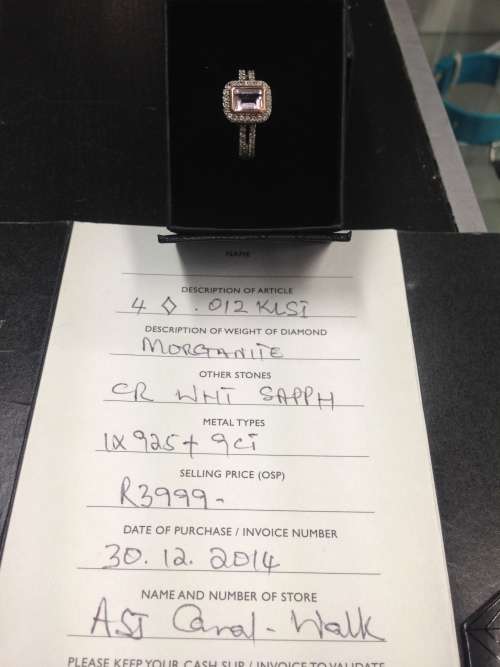 NAME
DESCRIPTION OF ARTICLE
4 ◇ .012 KLSI
DESCRIPTION OF WEIGHT OF DIAMOND
MORGANITE
OTHER STONES
CR WHT SAPPH
METAL TYPES
1X 925 + 9CT
SELLING PRICE (OSP)
R3999-
DATE OF PURCHASE / INVOICE NUMBER
30.12.2014
NAME AND NUMBER OF STORE
ASJ Canal-Walk
PLEASE KEEP YOUR CASH SLIP / INVOICE TO VALIDATE